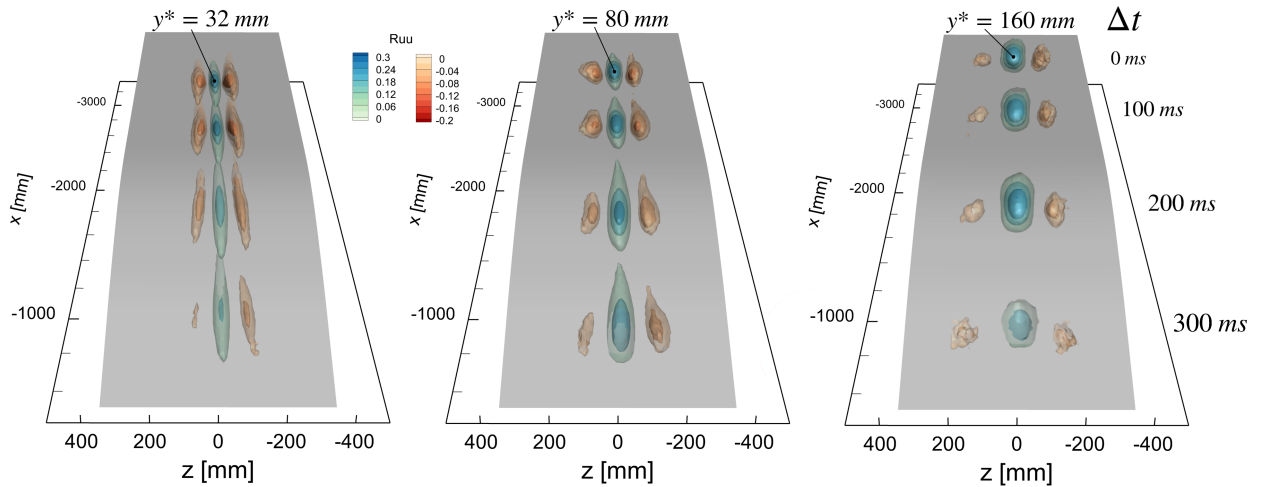 y* = 32 mm
Ruu
0.3
0.24
0.18
0.12
0.06
0
0
-0.04
-0.08
-0.12
-0.16
-0.2
-3000
-2000
-1000
x [mm]
400 200 0 -200 -400
z [mm]
y* = 80 mm
-3000
-2000
-1000
x [mm]
400 200 0 -200 -400
z [mm]
y* = 160 mm
Δt
0 ms
100 ms
200 ms
300 ms
-3000
-2000
-1000
x [mm]
400 200 0 -200 -400
z [mm]